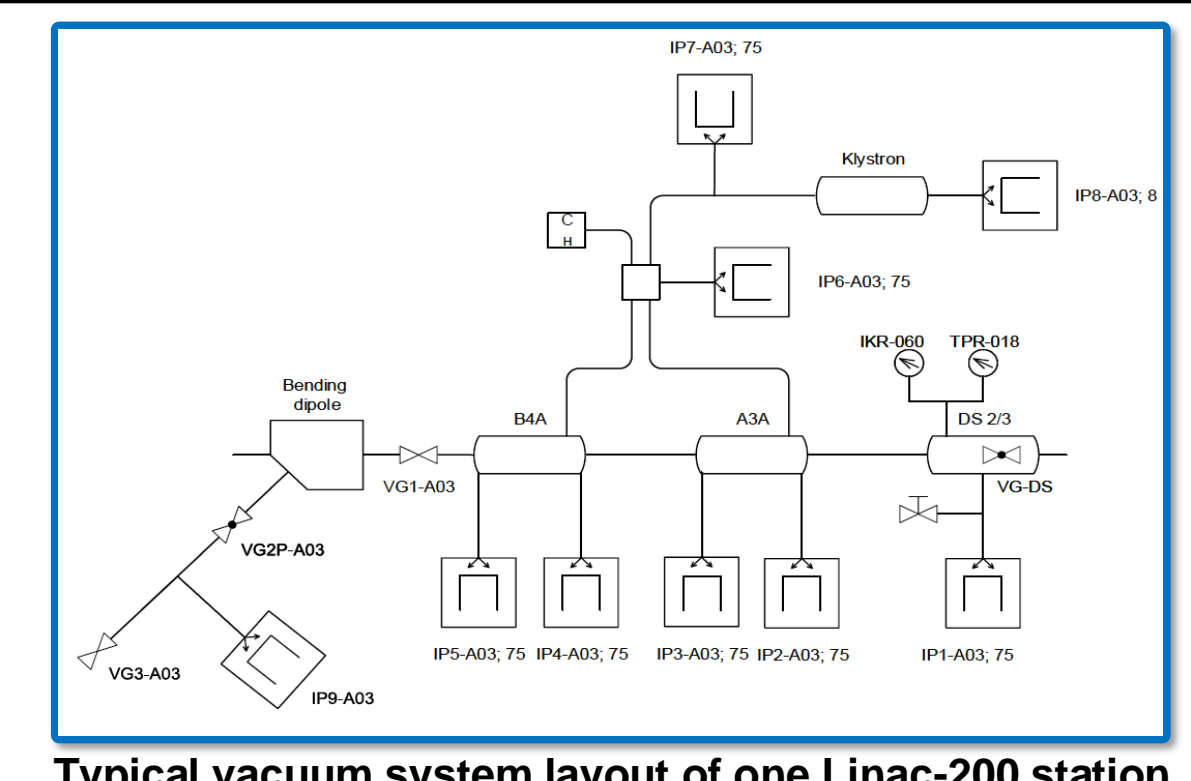 IP7-A03; 75
Klystron
IP8-A03; 8
C
H
IP6-A03; 75
IKR-060 TPR-018
Bending
dipole
B4A
A3A
DS 2/3
VG1-A03
VG-DS
VG2P-A03
IP5-A03; 75 IP4-A03; 75 IP3-A03; 75 IP2-A03; 75 IP1-A03; 75
VG3-A03
IP9-A03
Typical vacuum system layout of one Linac-200 station